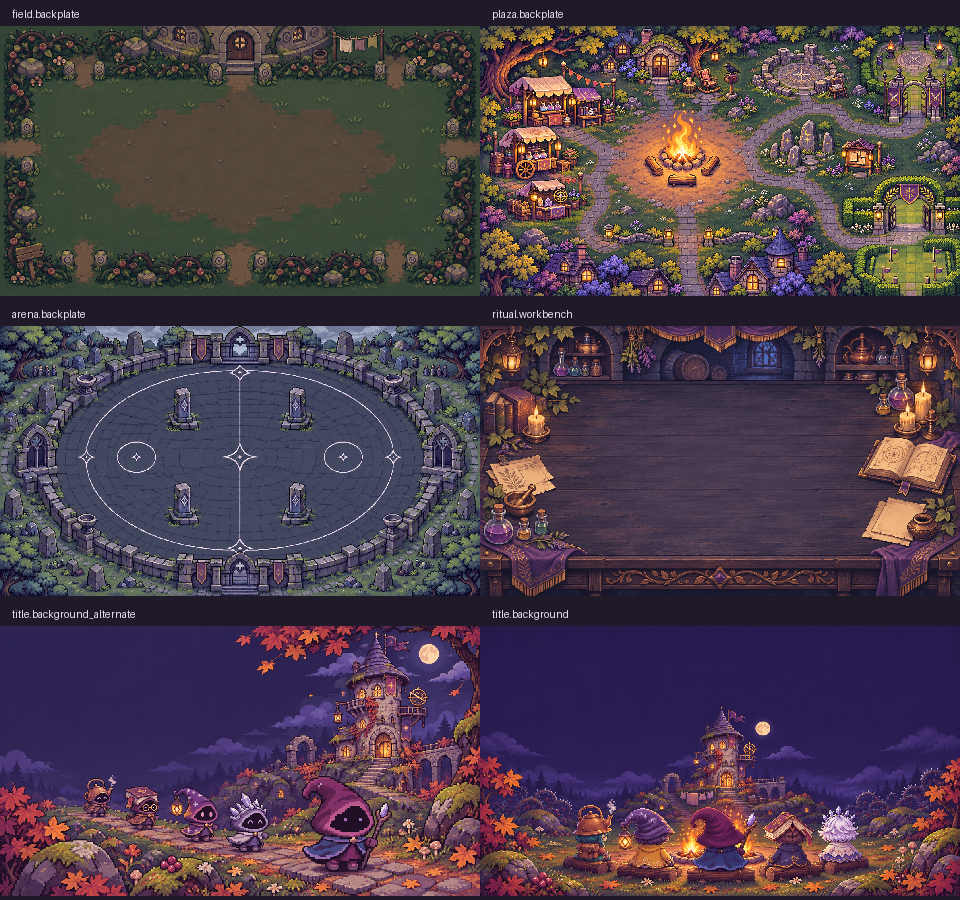 field.backplate
plaza.backplate
arena.backplate
ritual.workbench
title.background_alternate
title.background